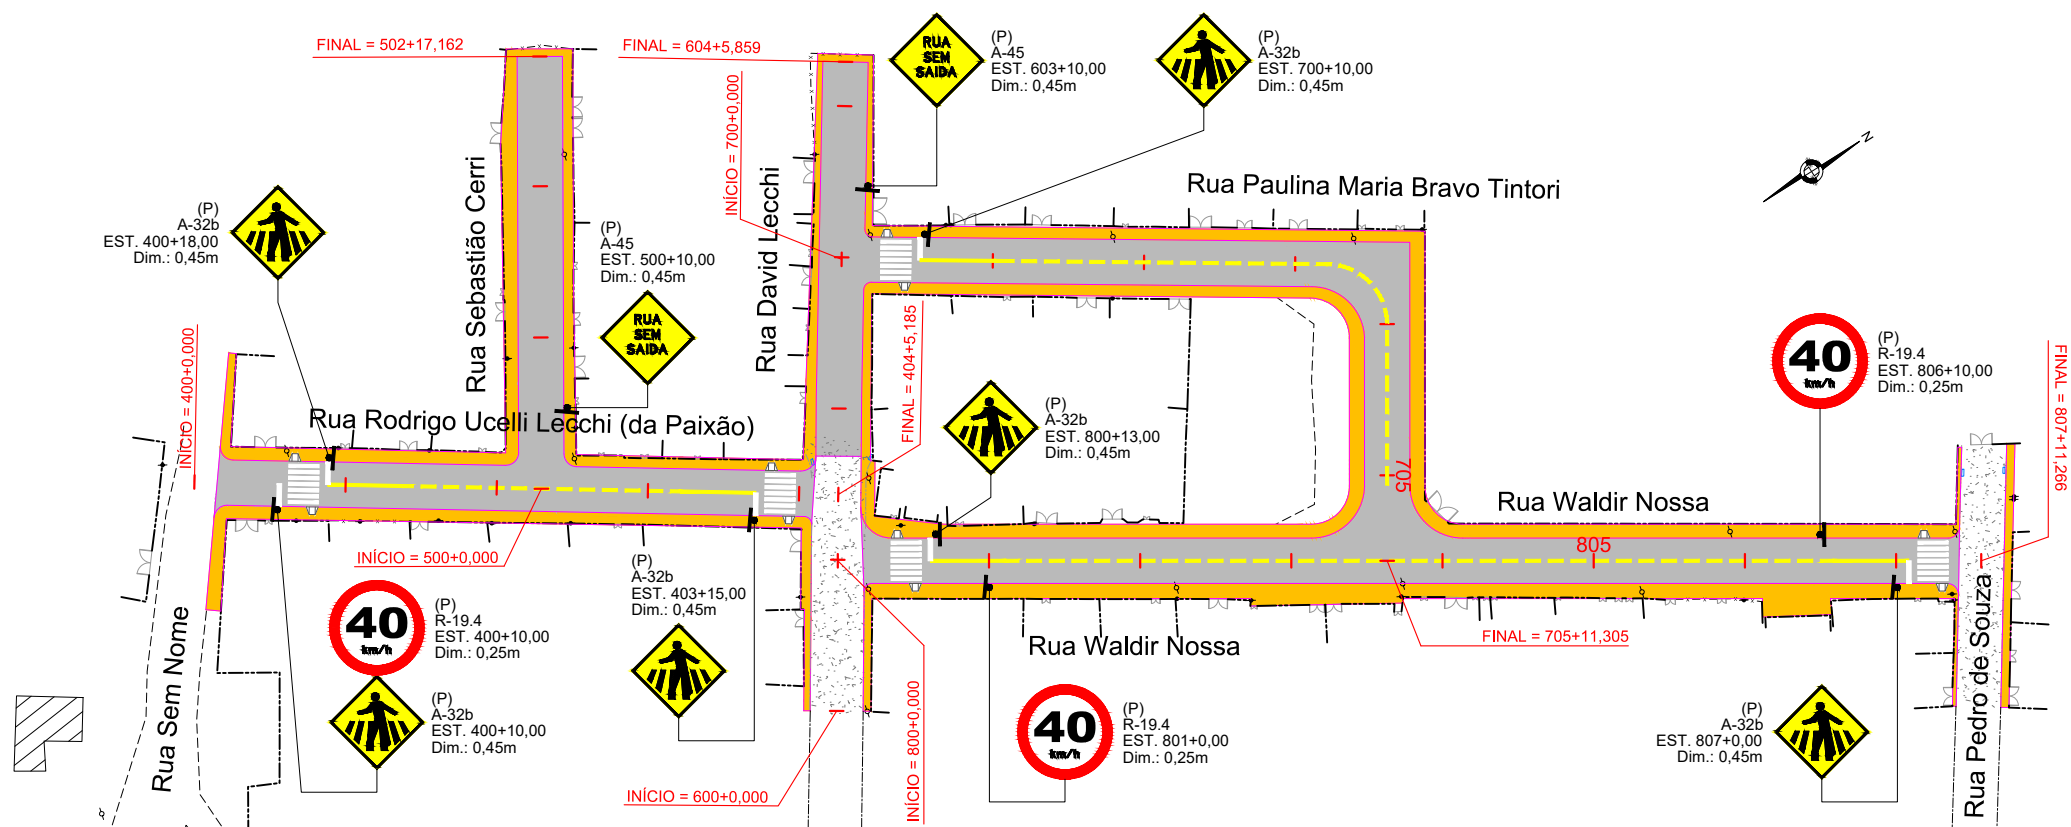 FINAL = 502+17,162
FINAL = 604+5,859
RUA
SEM
SAIDA
(P)
A-45
EST. 603+10,00
Dim.: 0,45m
(P)
A-32b
EST. 700+10,00
Dim.: 0,45m
N
INÍCIO = 700+0,000
Rua Sebastião Cerri
Rua David Lecchi
Rua Paulina Maria Bravo Tintori
(P)
A-32b
EST. 400+18,00
Dim.: 0,45m
(P)
A-45
EST. 500+10,00
Dim.: 0,45m
RUA
SEM
SAIDA
INÍCIO = 400+0,000
FINAL = 404+5,185
40
km/h
(P)
R-19.4
EST. 806+10,00
Dim.: 0,25m
FINAL = 807+11,266
Rua Rodrigo Ucelli Lecchi (da Paixão)
(P)
A-32b
EST. 800+13,00
Dim.: 0,45m
705
Rua Waldir Nossa
805
INÍCIO = 500+0,000
(P)
A-32b
EST. 403+15,00
Dim.: 0,45m
40
km/h
(P)
R-19.4
EST. 400+10,00
Dim.: 0,25m
(P)
A-32b
EST. 400+10,00
Dim.: 0,45m
Rua Sem Nome
Rua Waldir Nossa
FINAL = 705+11,305
INÍCIO = 600+0,000
INÍCIO = 800+0,000
40
km/h
(P)
R-19.4
EST. 801+0,00
Dim.: 0,25m
(P)
A-32b
EST. 807+0,00
Dim.: 0,45m
Rua Pedro de Souza